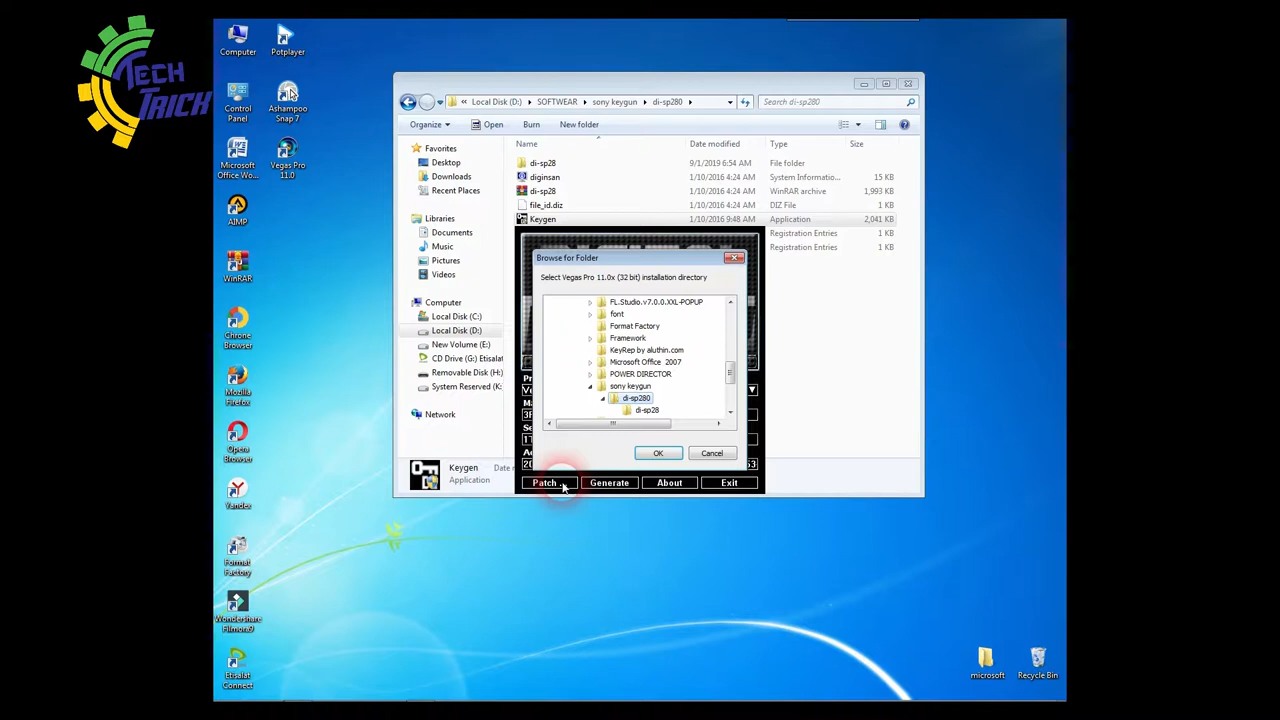 TECH
TRICK
Computer
Potplayer
Control
Panel
Ashampoo
Snap 7
Microsoft
Office Wo...
Vegas Pro
11.0
AIMP
WinRAR
Chrome
Browser
Mozilla
Firefox
Opera
Browser
Yandex
Format
Factory
Wondershare
Filmora9
Etisalat
Connect
« Local Disk (D:) ▸ SOFTWEAR ▸ sony keygun ▸ di-sp280 ▸
Search di-sp280
Organize Open Burn New folder
Favorites
Desktop
Downloads
Recent Places
Libraries
Documents
Music
Pictures
Videos
Computer
Local Disk (C:)
Local Disk (D:)
New Volume (E:)
CD Drive (G:) Etisalat
Removable Disk (H:)
System Reserved (K:
Network
Name Date modified Type Size
di-sp28 9/1/2019 6:54 AM File folder
diginsan 1/10/2016 4:24 AM System Informatio... 15 KB
di-sp28 1/10/2016 4:24 AM WinRAR archive 1,993 KB
file_id.diz 1/10/2016 4:24 AM DIZ File 1 KB
Keygen 1/10/2016 9:48 AM Application 2,041 KB
Registration Entries 1 KB
Registration Entries 1 KB
Browse for Folder
Select Vegas Pro 11.0x (32 bit) installation directory
FL.Studio.v7.0.0.XXL-POPUP
font
Format Factory
Framework
KeyRep by aluthin.com
Microsoft Office 2007
POWER DIRECTOR
sony keygun
di-sp280
di-sp28
OK Cancel
Patch ... Generate About Exit
Keygen Date
Application
microsoft
Recycle Bin